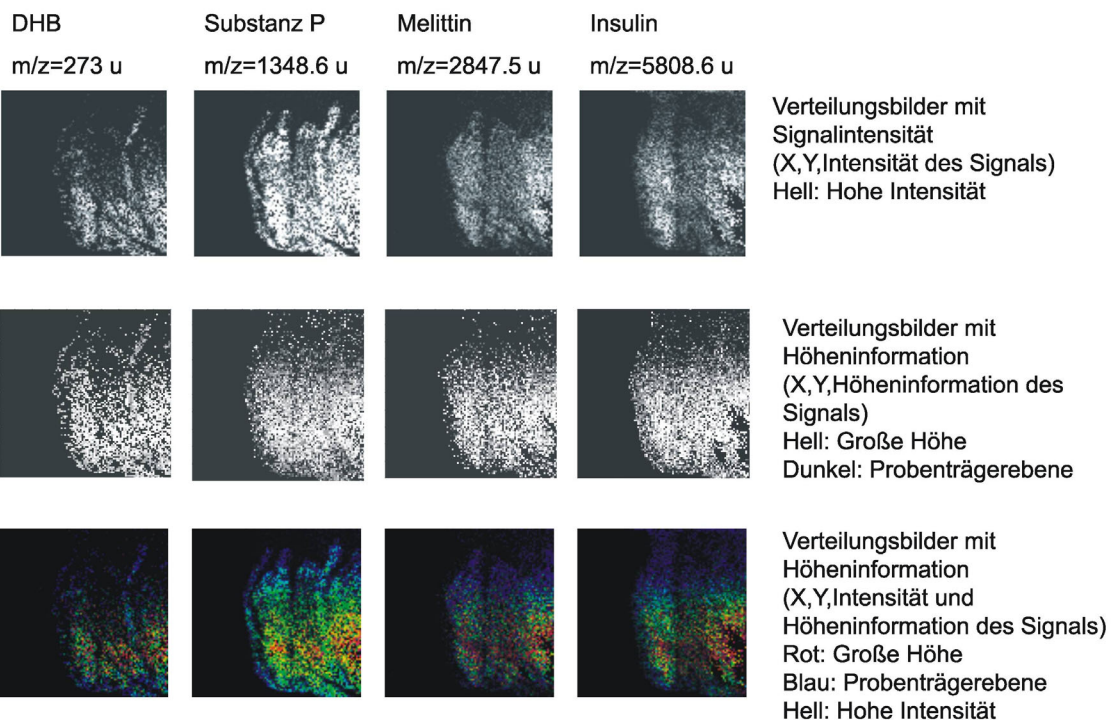 DHB
Substanz P
Melittin
Insulin
m/z=273 u
m/z=1348.6 u
m/z=2847.5 u
m/z=5808.6 u
Verteilungsbilder mit
Signalintensität
(X,Y,Intensität des Signals)
Hell: Hohe Intensität
Verteilungsbilder mit
Höheninformation
(X,Y,Höheninformation des
Signals)
Hell: Große Höhe
Dunkel: Probenträgerebene
Verteilungsbilder mit
Höheninformation
(X,Y,Intensität und
Höheninformation des Signals)
Rot: Große Höhe
Blau: Probenträgerebene
Hell: Hohe Intensität